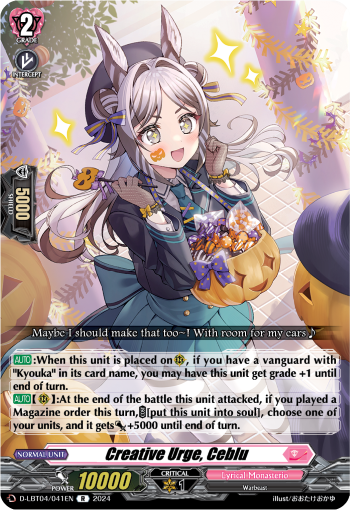 2
GRADE
INTERCEPT
5000
SHIELD
Maybe I should make that too~! With room for my ears♪
AUTO:When this unit is placed on R, if you have a vanguard with
"Kyouka" in its card name, you may have this unit get grade +1 until
end of turn.
AUTO( R ):At the end of the battle this unit attacked, if you played a
Magazine order this turn, [put this unit into soul], choose one of
your units, and it gets +5000 until end of turn.
NORMAL UNIT
Creative Urge, Ceblu
POWER
10000
CRITICAL
1
Lyrical Monasterio
Warbeast
D-LBT04/041EN R 2024
illust/おおたけおかゆ